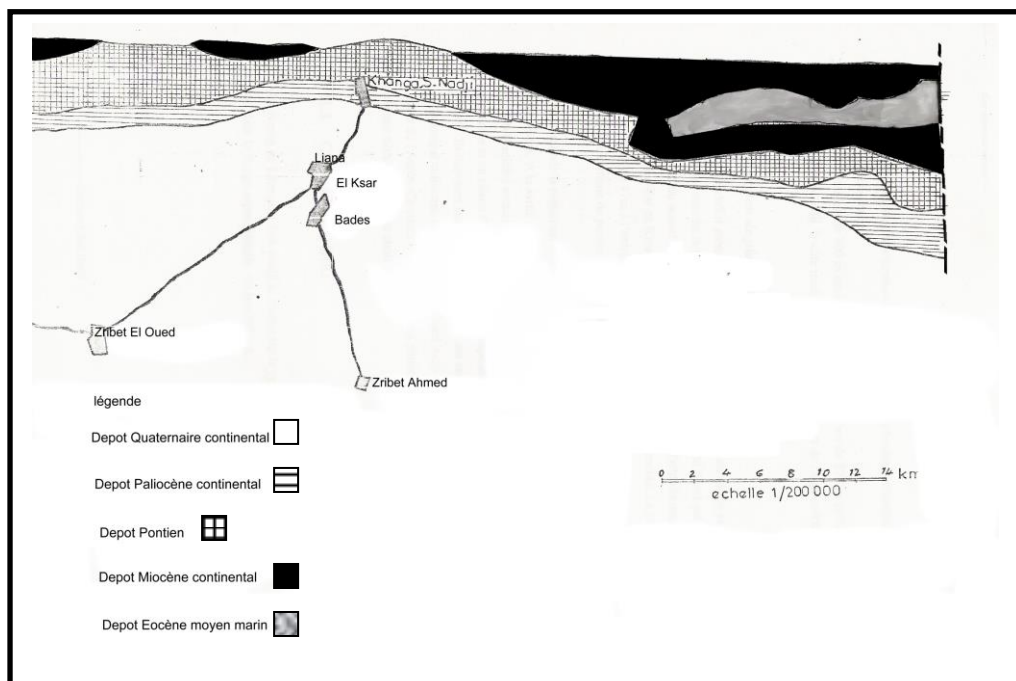 Khanga.S.Nadji
Liana
El Ksar
Bades
Zribet El Oued
Zribet Ahmed
légende
Depot Quaternaire continental
Depot Paliocène continental
Depot Pontien
Depot Miocène continental
Depot Eocène moyen marin
0 2 4 6 8 10 12 14 km
echelle 1/200 000